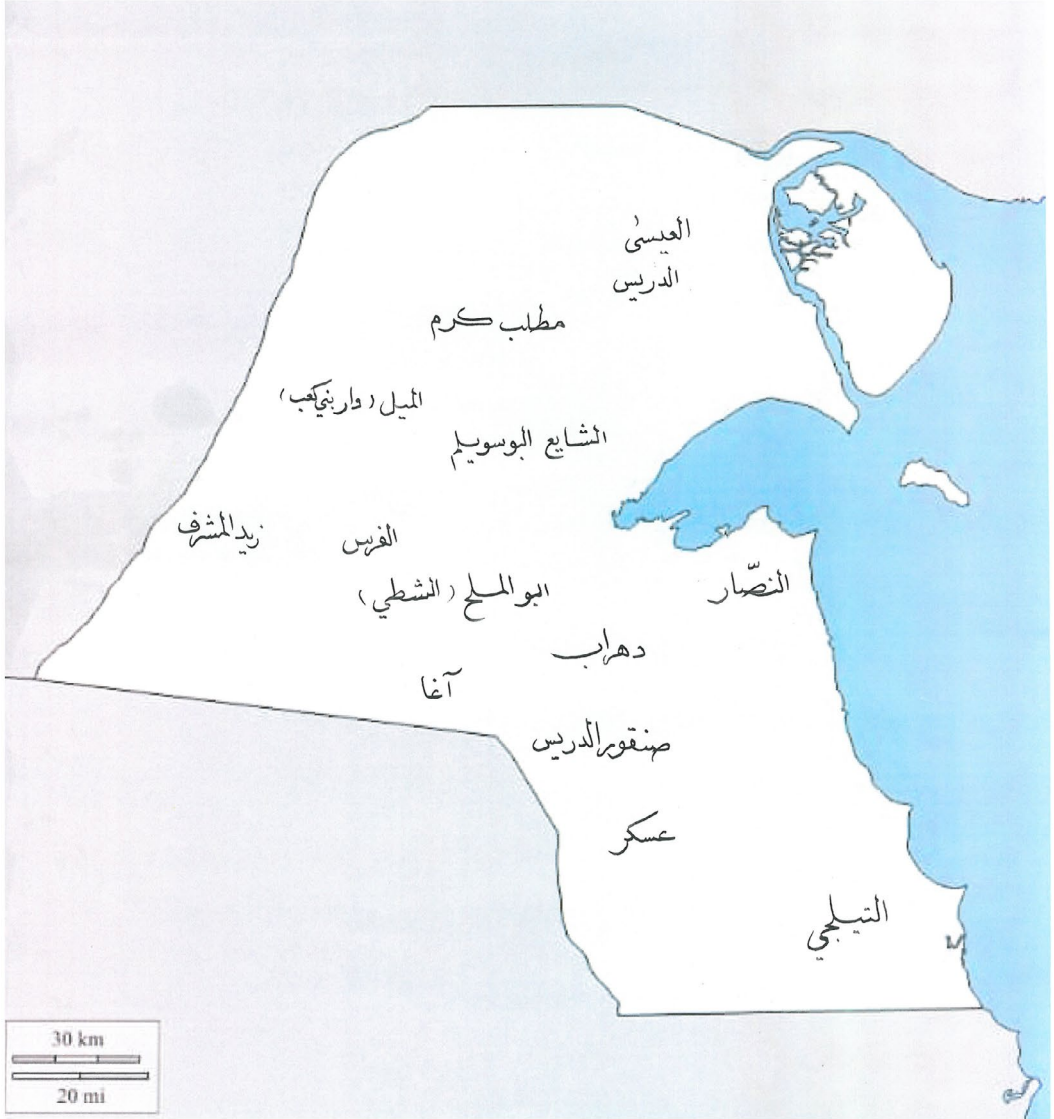 العيسىٰ
الدريس
مطلب كرم
الميل (دار بني كعب)
الشايع البوسويلم
زيد المشرف
الفرس
البو الملح (الشطي)
النصّار
دهراب
آغا
صنقور الدريس
عسكر
التيلجي
30 km
20 mi